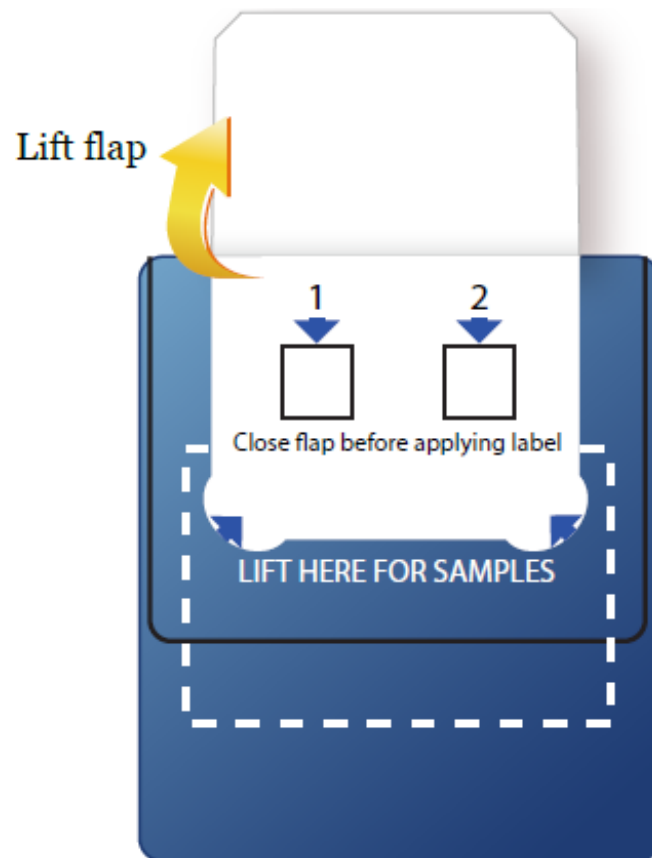 Lift flap
1 2
Close flap before applying label
LIFT HERE FOR SAMPLES